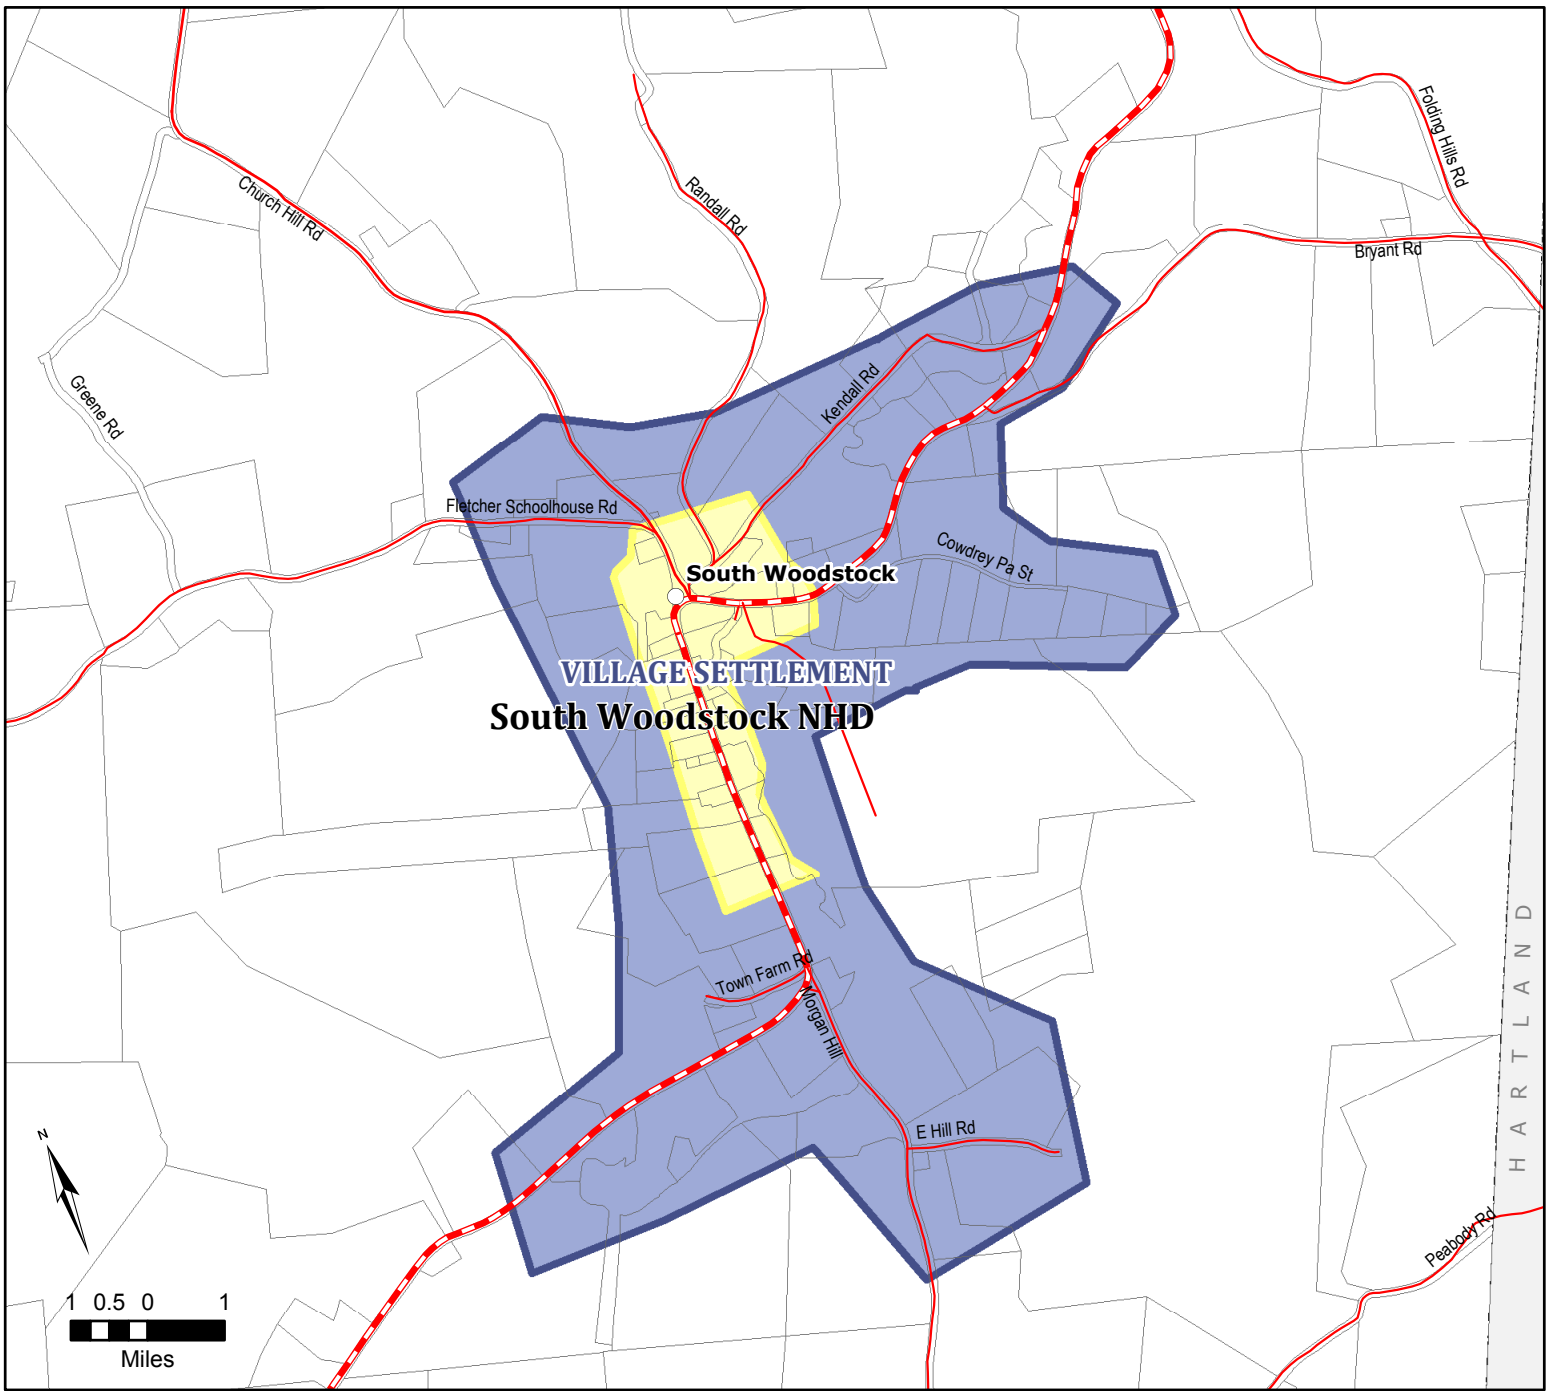 Folding Hills Rd
Church Hill Rd
Randall Rd
Bryant Rd
Kendall Rd
Greene Rd
Fletcher Schoolhouse Rd
Cowdrey Pa St
South Woodstock
VILLAGE SETTLEMENT
South Woodstock NHD
HARTLAND
Town Farm Rd
Morgan Hill
E Hill Rd
N
Peabody Rd
1 0.5 0 1
Miles